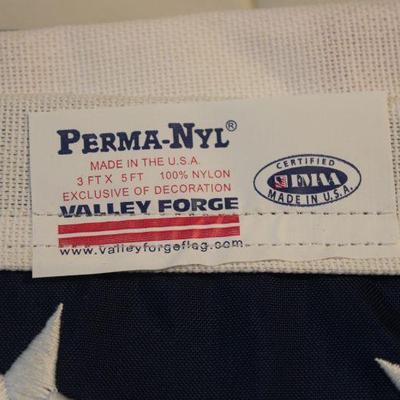 PERMA-NYL®
MADE IN THE U.S.A.
3 FT X 5 FT 100% NYLON
EXCLUSIVE OF DECORATION
VALLEY FORGE
www.valleyforgeflag.com
CERTIFIED
FMAA
MADE IN U.S.A.